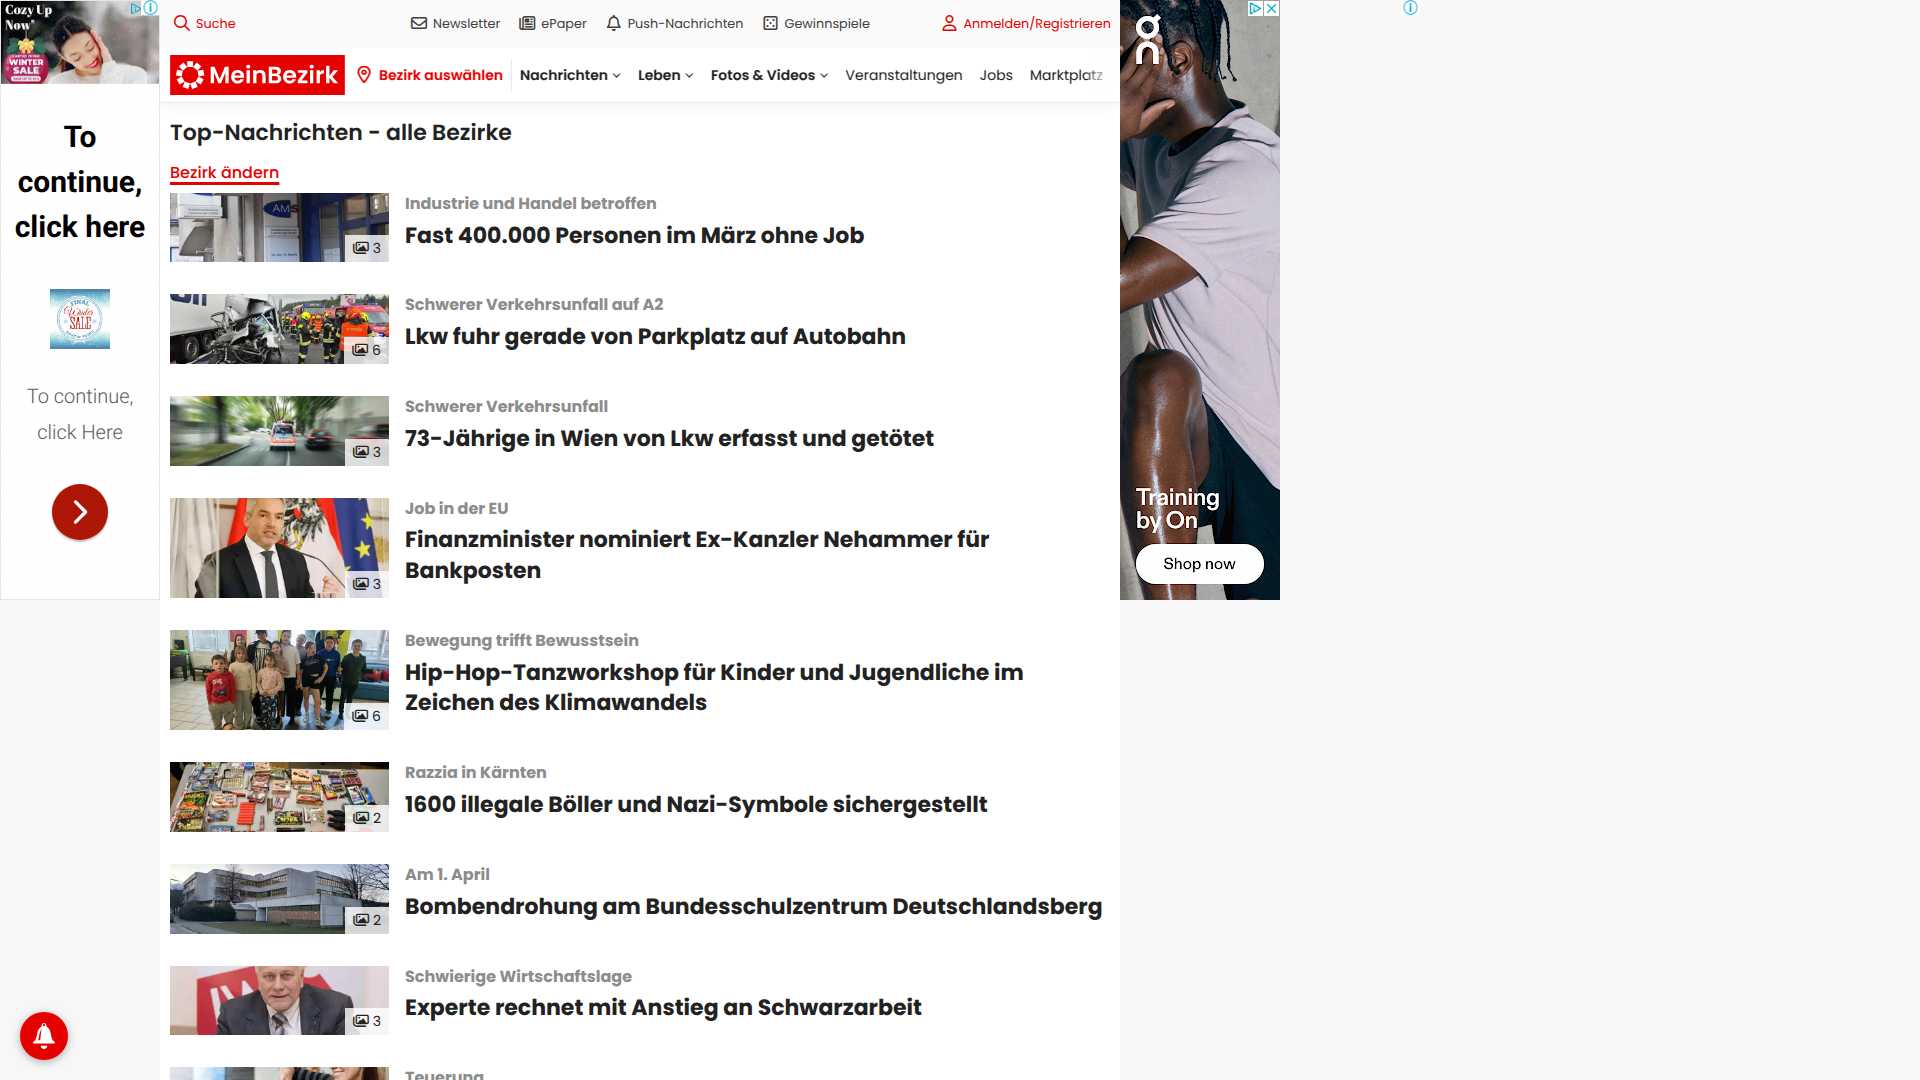 Cozy Up
Now*
WINTER
SALE
To
continue,
click here
FINAL
Winter
SALE
To continue,
click Here
Suche
Newsletter
ePaper
Push-Nachrichten
Gewinnspiele
Anmelden/Registrieren
MeinBezirk
Bezirk auswählen
Nachrichten
Leben
Fotos & Videos
Veranstaltungen
Jobs
Marktplatz
Top-Nachrichten - alle Bezirke
Bezirk ändern
3
Industrie und Handel betroffen
Fast 400.000 Personen im März ohne Job
6
Schwerer Verkehrsunfall auf A2
Lkw fuhr gerade von Parkplatz auf Autobahn
3
Schwerer Verkehrsunfall
73-Jährige in Wien von Lkw erfasst und getötet
3
Job in der EU
Finanzminister nominiert Ex-Kanzler Nehammer für
Bankposten
6
Bewegung trifft Bewusstsein
Hip-Hop-Tanzworkshop für Kinder und Jugendliche im
Zeichen des Klimawandels
2
Razzia in Kärnten
1600 illegale Böller und Nazi-Symbole sichergestellt
2
Am 1. April
Bombendrohung am Bundesschulzentrum Deutschlandsberg
3
Schwierige Wirtschaftslage
Experte rechnet mit Anstieg an Schwarzarbeit
Teuerung
Training
by On
Shop now